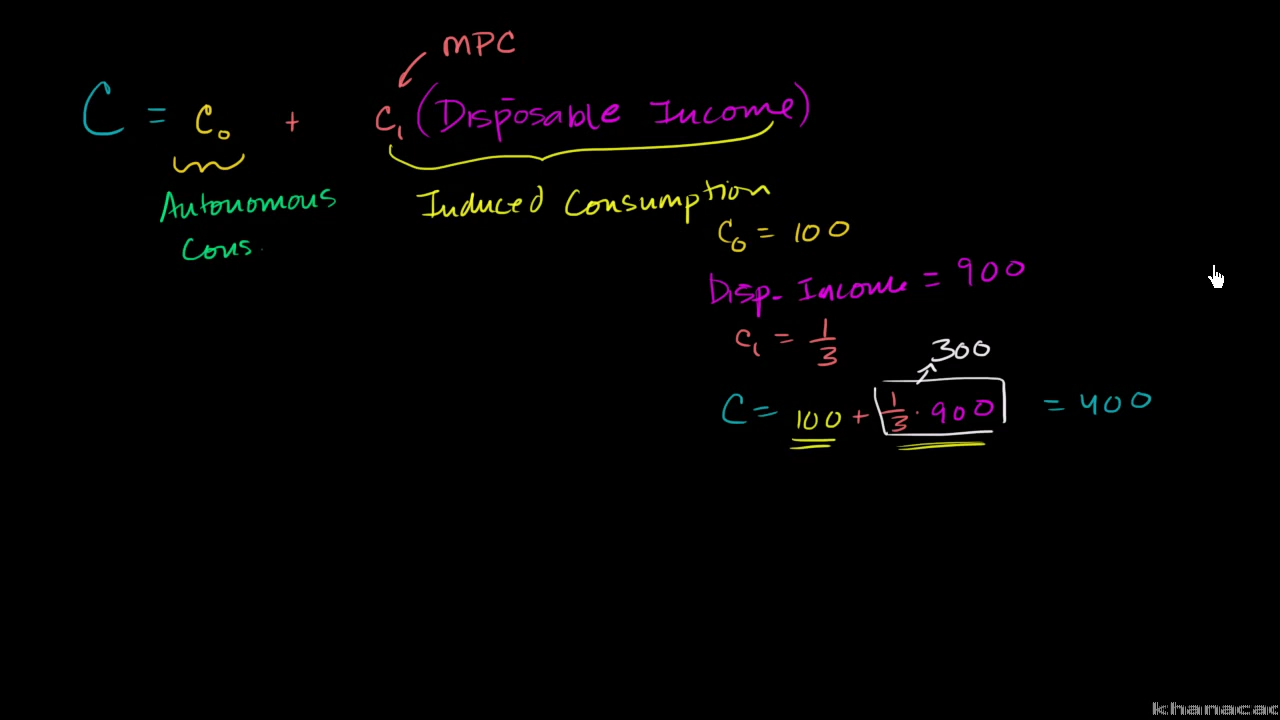 MPC
C = C₀ + C₁ (Disposable Income)
Autonomous Cons.
Induced Consumption
C₀ = 100
Disp. Income = 900
C₁ = 1/3
300
C = 100 + 1/3 · 900 = 400
khanacac